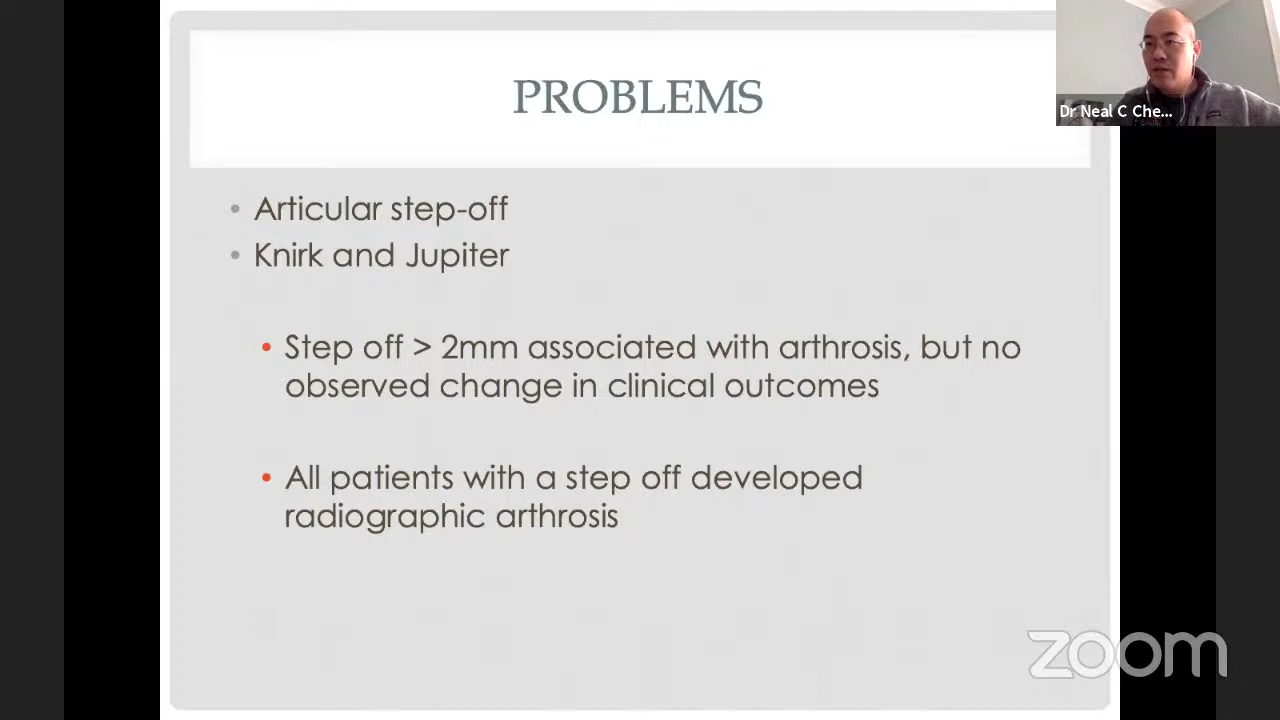 PROBLEMS
Dr Neal C Che...
• Articular step-off
• Knirk and Jupiter
• Step off > 2mm associated with arthrosis, but no
observed change in clinical outcomes
• All patients with a step off developed
radiographic arthrosis
zoom